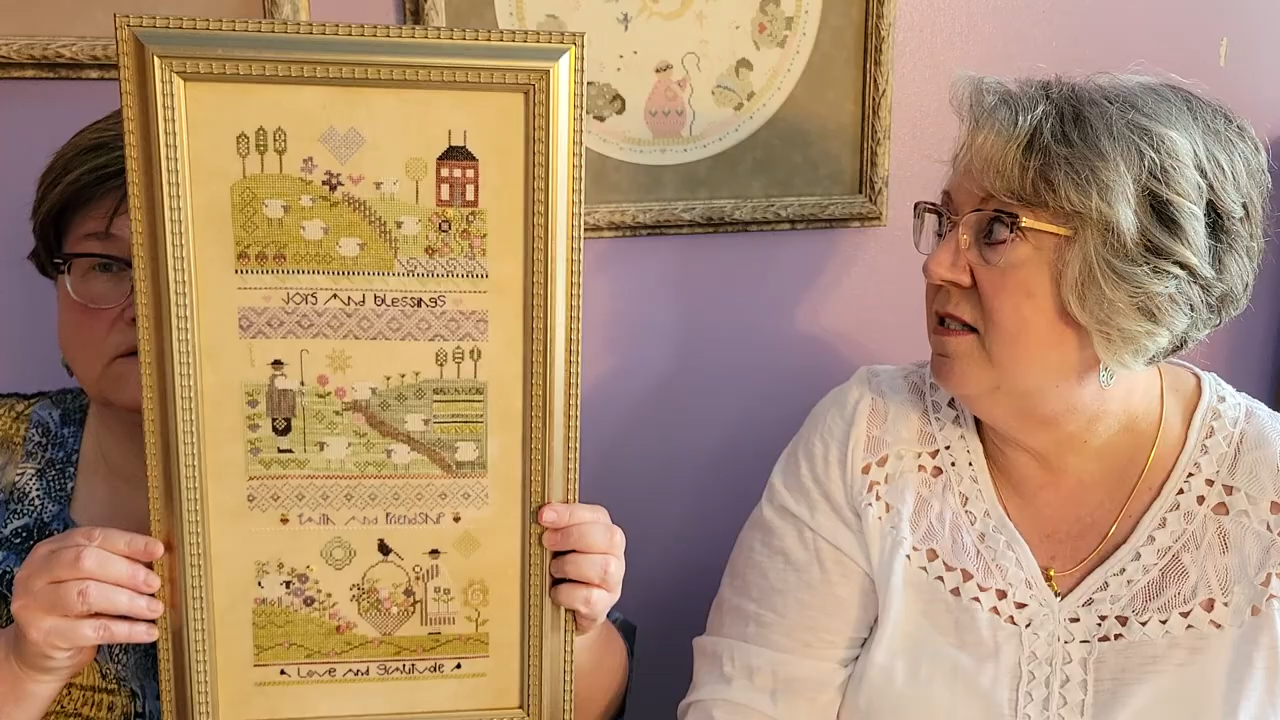 Joys and blessings
faith and friendship
Love and gratitude